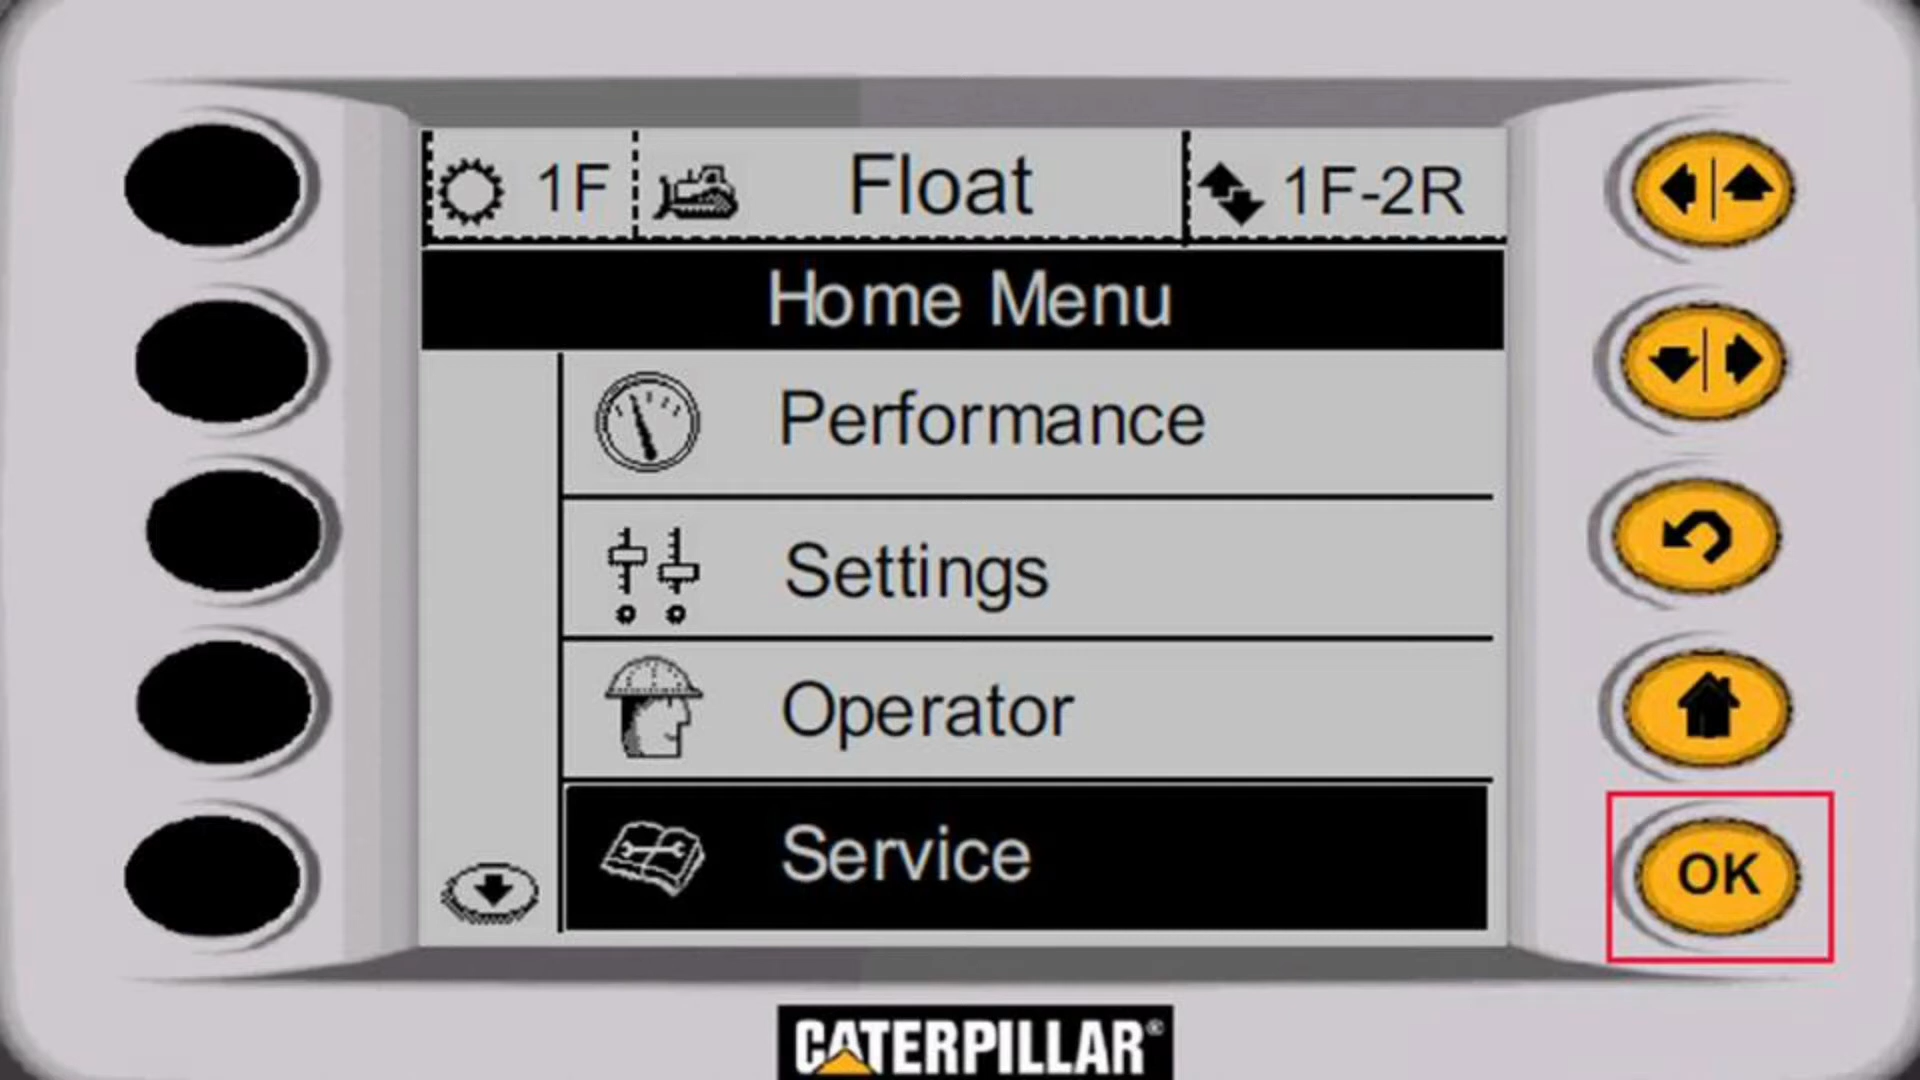 1F Float 1F-2R
Home Menu
Performance
Settings
Operator
Service
OK
CATERPILLAR®